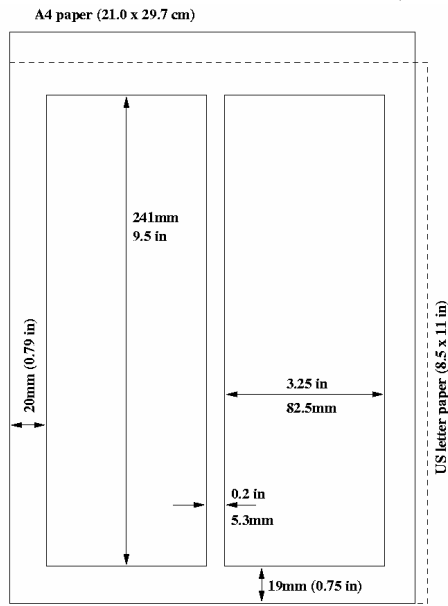 A4 paper (21.0 x 29.7 cm)
241mm
9.5 in
20mm (0.79 in)
3.25 in
82.5mm
US letter paper (8.5 x 11 in)
0.2 in
5.3mm
19mm (0.75 in)